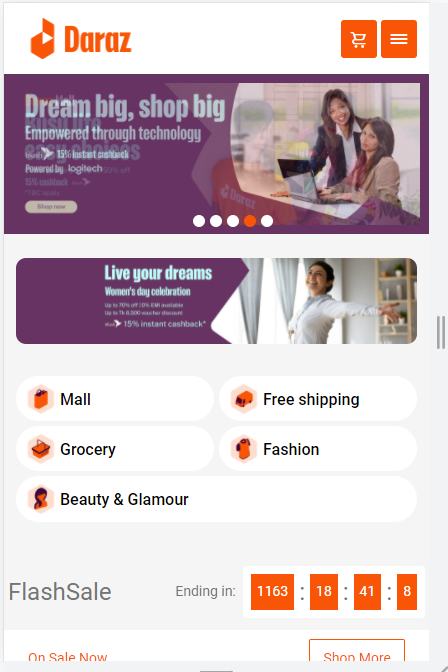 Daraz
Dream big, shop big
Empowered through technology
15% instant cashback
Powered by logitech
Shop now
Live your dreams
Women's day celebration
Up to 70% off | 0% EMI available
Up to Tk 8,000 voucher discount
15% instant cashback*
Mall
Free shipping
Grocery
Fashion
Beauty & Glamour
FlashSale
Ending in:
1163 : 18 : 41 : 8
On Sale Now
Shop More